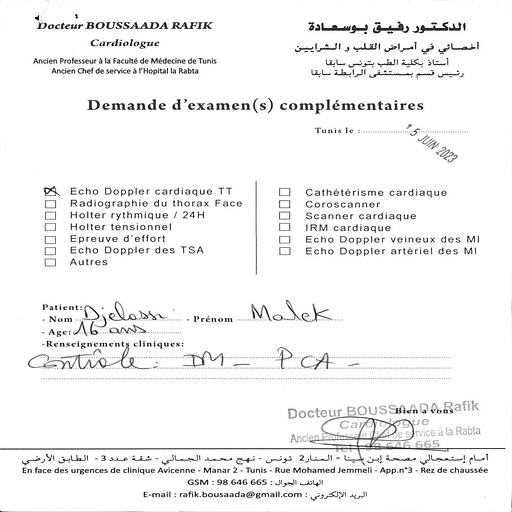 Docteur BOUSSAADA RAFIK
Cardiologue
Ancien Professeur à la Faculté de Médecine de Tunis
Ancien Chef de service à l'Hopital la Rabta
الدكتور رفيق بوسعادة
أخصائي في أمراض القلب و الشرايين
أستاذ بكلية الطب بتونس سابقا
رئيس قسم بمستشفى الرابطة سابقا
Demande d'examen(s) complémentaires
Tunis le : 15 JUIN 2023
Echo Doppler cardiaque TT
Radiographie du thorax Face
Holter rythmique / 24H
Holter tensionnel
Epreuve d'effort
Echo Doppler des TSA
Autres
Cathétérisme cardiaque
Coroscanner
Scanner cardiaque
IRM cardiaque
Echo Doppler veineux des MI
Echo Doppler artériel des MI
Patient:
- Nom Djelassi - Prénom Malek
- Age: 16 ans
-Renseignements cliniques:
Contrôle : DM - PCA -
Bien à vous
Docteur BOUSSAADA Rafik
Cardiologue
Ancien Professeur Chef de service à la Rabta
Tel : 98 646 665
أمام إستعجالي مصحة إبن سينا - المنار2 تونس - نهج محمد الجمالي - شقة عدد 3 - الطابق الأرضي
En face des urgences de clinique Avicenne - Manar 2 - Tunis - Rue Mohamed Jemmeli - App.n°3 - Rez de chaussée
GSM : 98 646 665 : الهاتف الجوال
E-mail : rafik.bousaada@gmail.com : البريد الإلكتروني